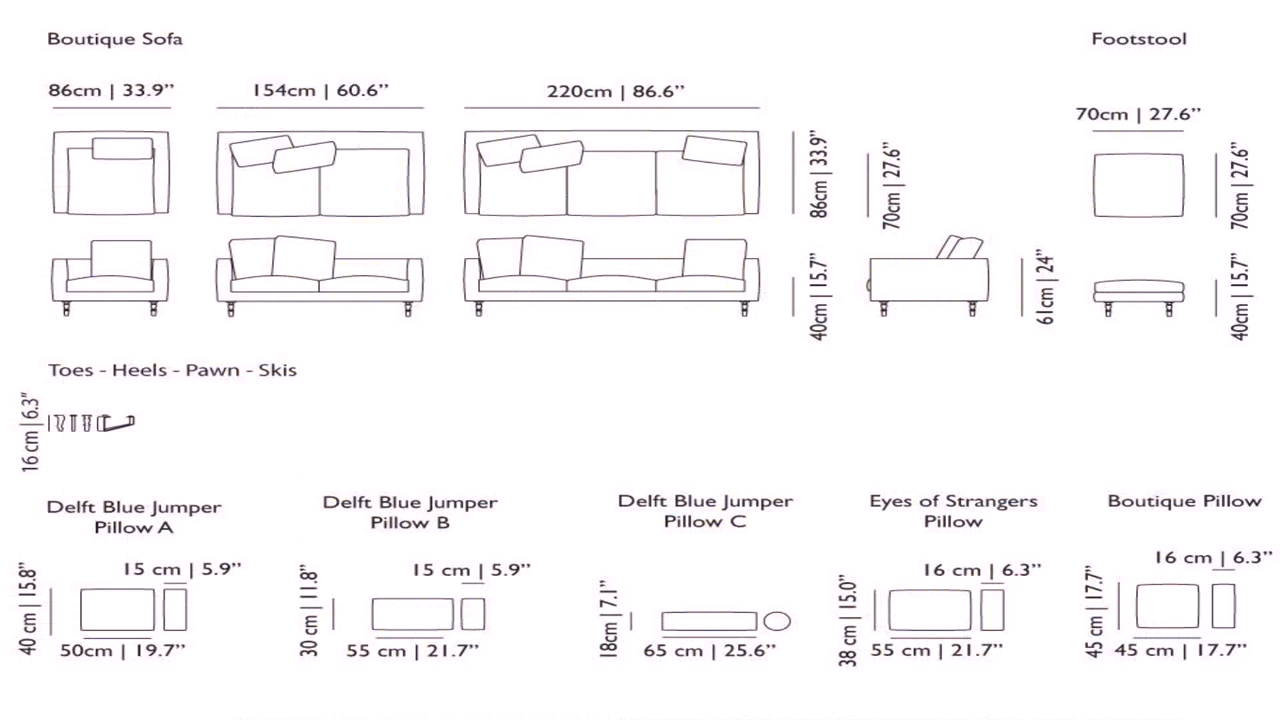 Boutique Sofa
Footstool
86cm | 33.9”
154cm | 60.6”
220cm | 86.6”
70cm | 27.6”
86cm | 33.9”
70cm | 27.6”
70cm | 27.6”
40cm | 15.7”
61cm | 24”
40cm | 15.7”
Toes - Heels - Pawn - Skis
16 cm | 6.3”
Delft Blue Jumper
Pillow A
15 cm | 5.9”
40 cm | 15.8”
50cm | 19.7”
Delft Blue Jumper
Pillow B
15 cm | 5.9”
30 cm | 11.8”
55 cm | 21.7”
Delft Blue Jumper
Pillow C
18cm | 7.1”
65 cm | 25.6”
Eyes of Strangers
Pillow
16 cm | 6.3”
38 cm | 15.0”
55 cm | 21.7”
Boutique Pillow
16 cm | 6.3”
45 cm | 17.7”
45 cm | 17.7”